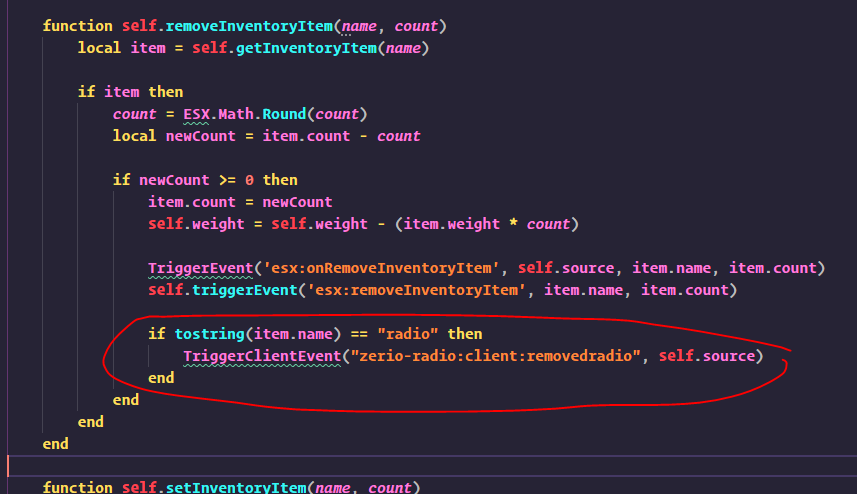 function self.removeInventoryItem(name, count)
local item = self.getInventoryItem(name)
if item then
count = ESX.Math.Round(count)
local newCount = item.count - count
if newCount >= 0 then
item.count = newCount
self.weight = self.weight - (item.weight * count)
TriggerEvent('esx:onRemoveInventoryItem', self.source, item.name, item.count)
self.triggerEvent('esx:removeInventoryItem', item.name, item.count)
if tostring(item.name) == "radio" then
TriggerClientEvent("zerio-radio:client:removedradio", self.source)
end
end
end
end
function self.setInventoryItem(name, count)